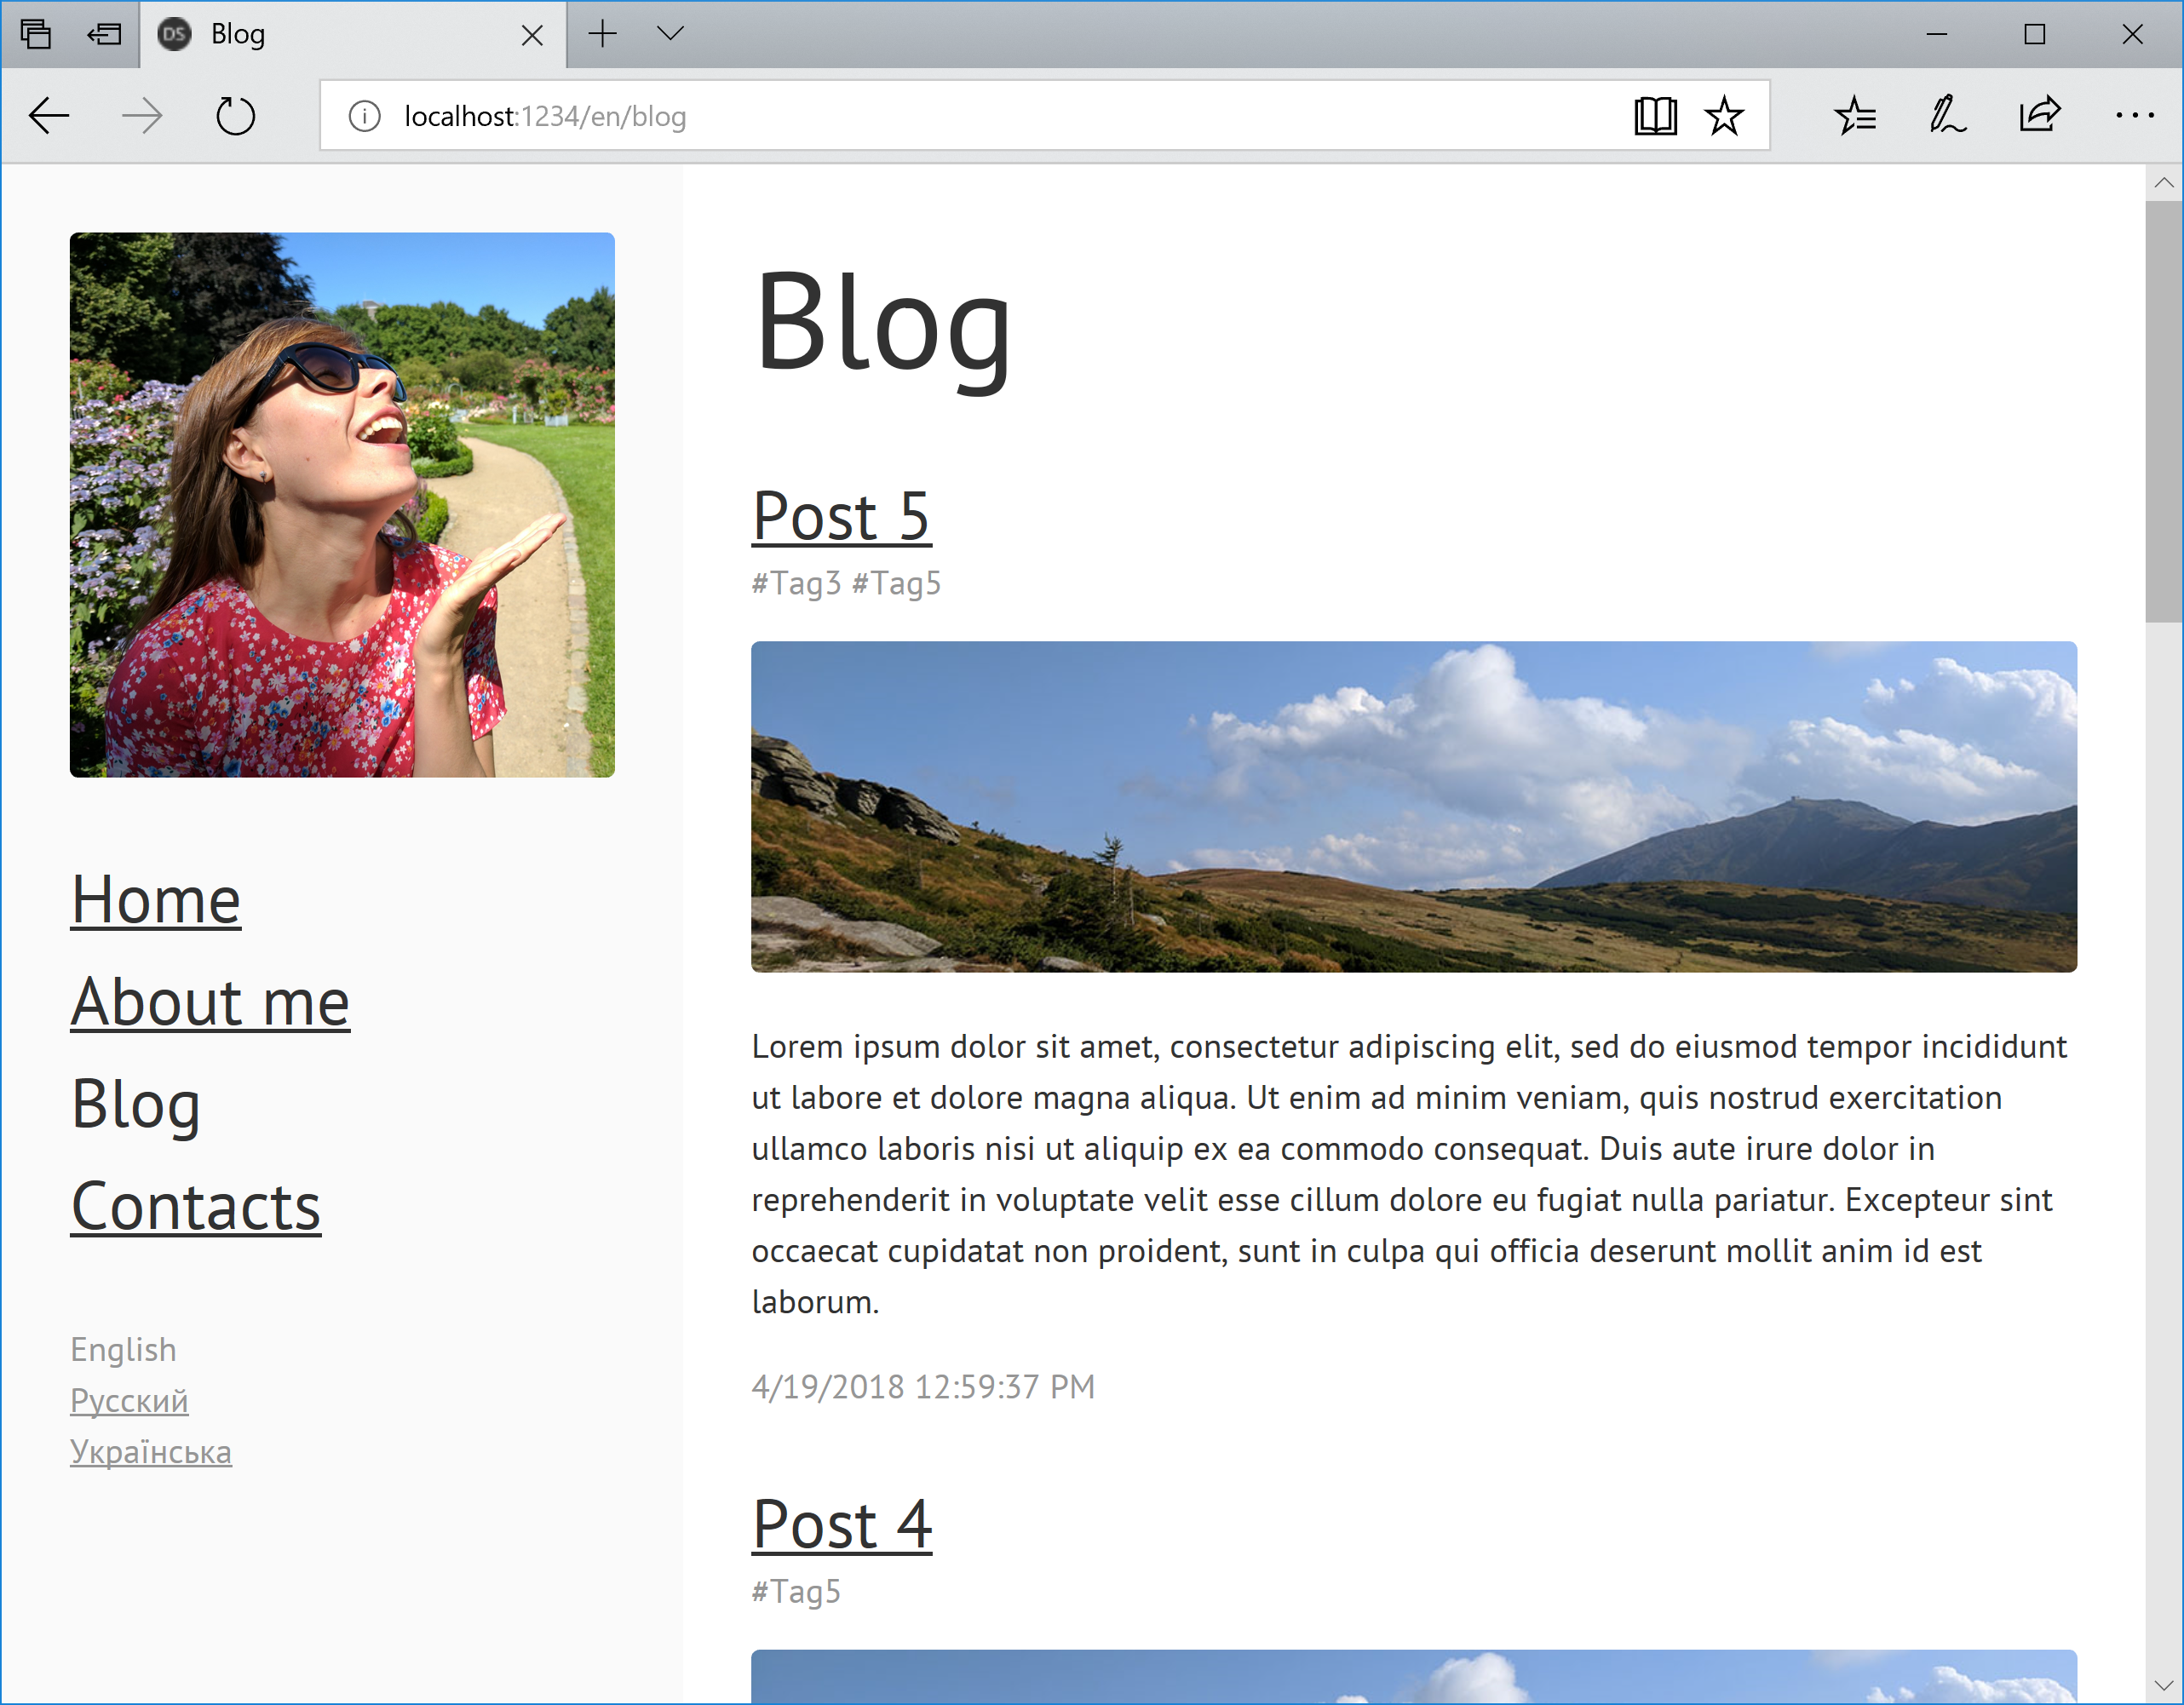 DS Blog
localhost:1234/en/blog
Home
About me
Blog
Contacts
English
Русский
Українська
Blog
Post 5
#Tag3 #Tag5
Lorem ipsum dolor sit amet, consectetur adipiscing elit, sed do eiusmod tempor incididunt
ut labore et dolore magna aliqua. Ut enim ad minim veniam, quis nostrud exercitation
ullamco laboris nisi ut aliquip ex ea commodo consequat. Duis aute irure dolor in
reprehenderit in voluptate velit esse cillum dolore eu fugiat nulla pariatur. Excepteur sint
occaecat cupidatat non proident, sunt in culpa qui officia deserunt mollit anim id est
laborum.
4/19/2018 12:59:37 PM
Post 4
#Tag5